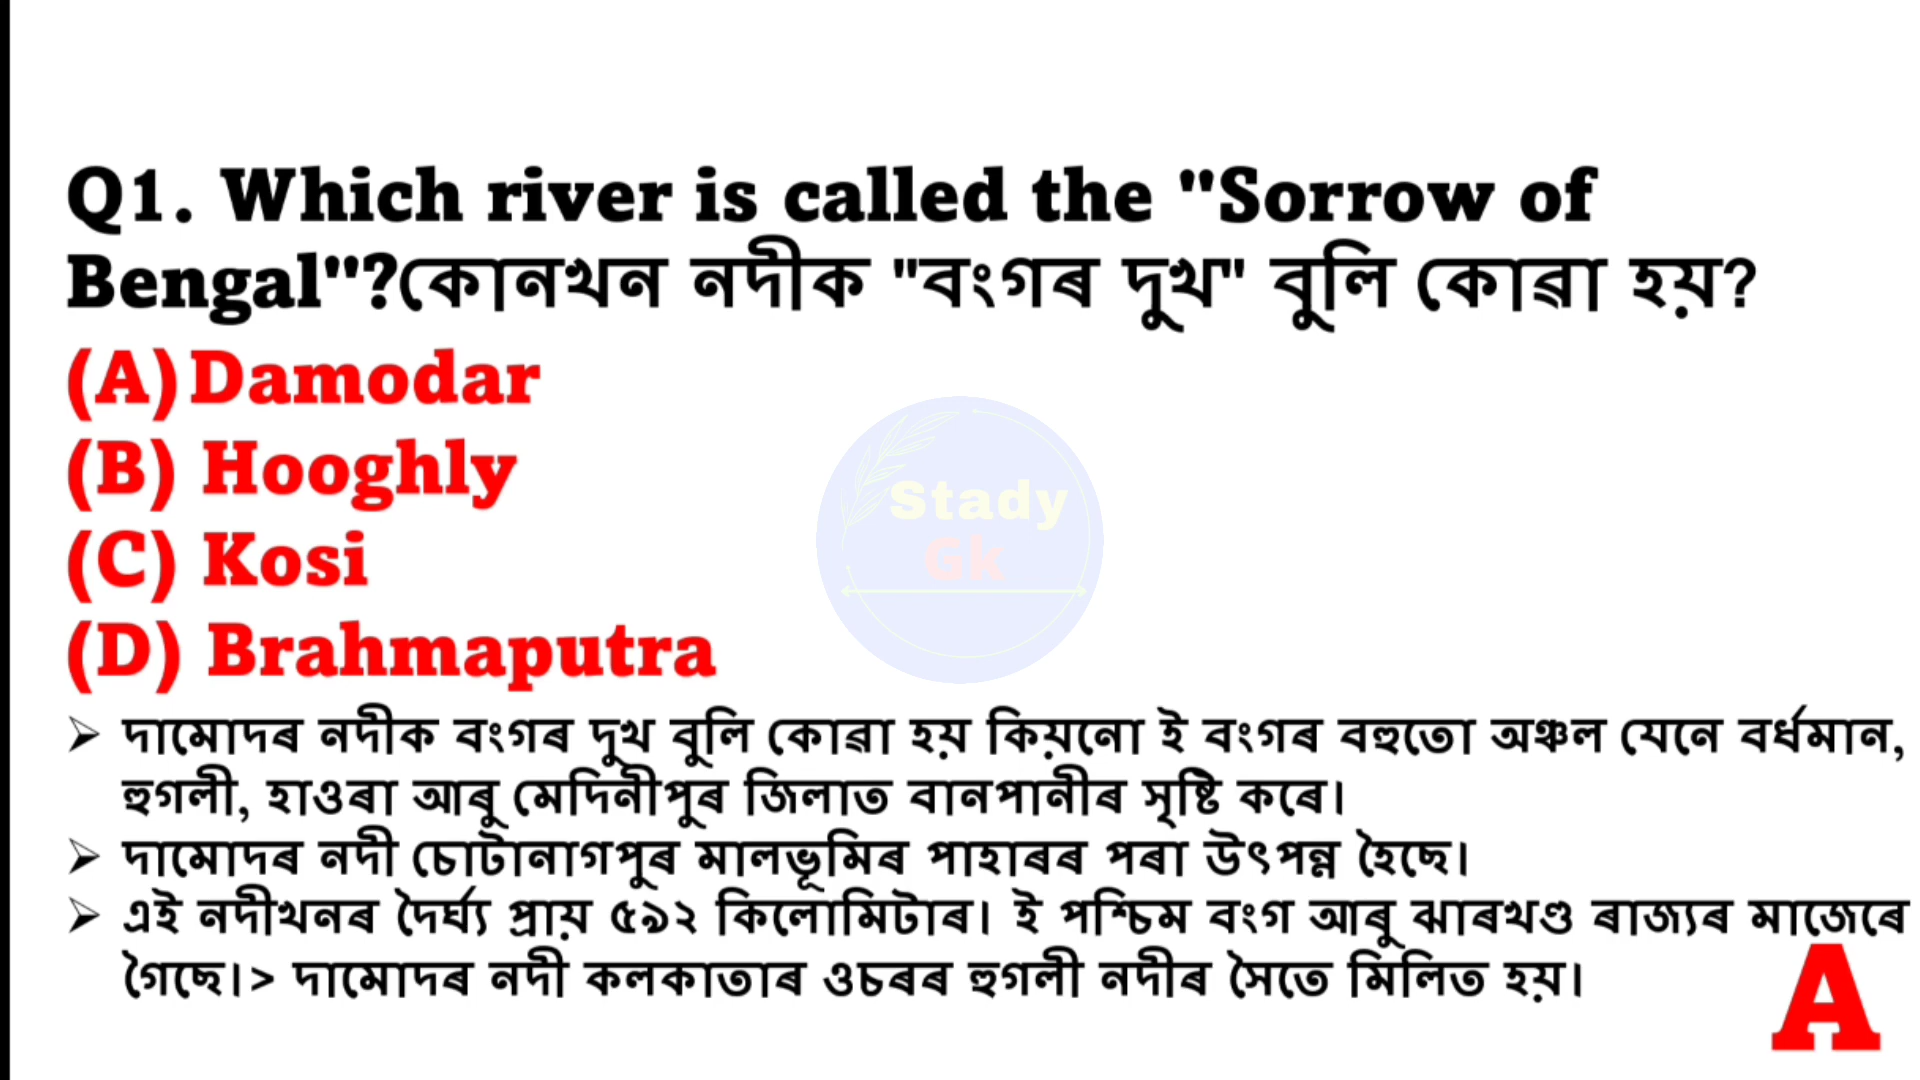 Q1. Which river is called the "Sorrow of
Bengal"?কোনখন নদীক "বংগৰ দুখ" বুলি কোৱা হয়?
(A) Damodar
(B) Hooghly
(C) Kosi
(D) Brahmaputra
Stady
Gk
➢ দামোদৰ নদীক বংগৰ দুখ বুলি কোৱা হয় কিয়নো ই বংগৰ বহুতো অঞ্চল যেনে বৰ্ধমান,
হুগলী, হাওৰা আৰু মেদিনীপুৰ জিলাত বানপানীৰ সৃষ্টি কৰে।
➢ দামোদৰ নদী চোটানাগপুৰ মালভূমিৰ পাহাৰৰ পৰা উৎপন্ন হৈছে।
➢ এই নদীখনৰ দৈৰ্ঘ্য প্ৰায় ৫৯২ কিলোমিটাৰ। ই পশ্চিম বংগ আৰু ঝাৰখণ্ড ৰাজ্যৰ মাজেৰে
গৈছে।> দামোদৰ নদী কলকাতাৰ ওচৰৰ হুগলী নদীৰ সৈতে মিলিত হয়।
A